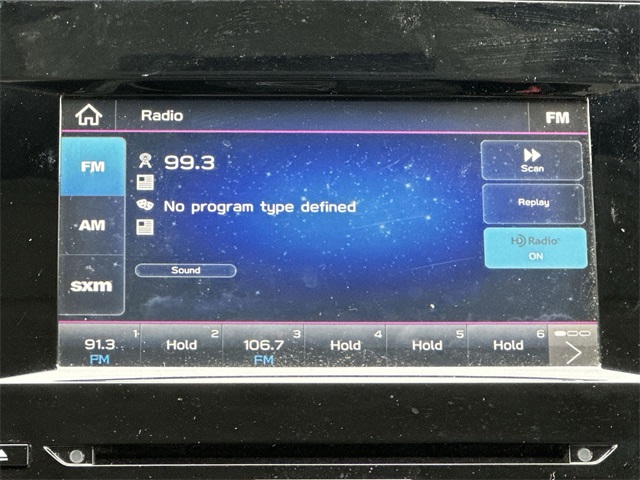 Radio
FM
FM
99.3
Scan
No program type defined
Replay
AM
HD Radio
ON
Sound
sxm
1
2
3
4
5
6
91.3
Hold
106.7
Hold
Hold
Hold
FM
FM